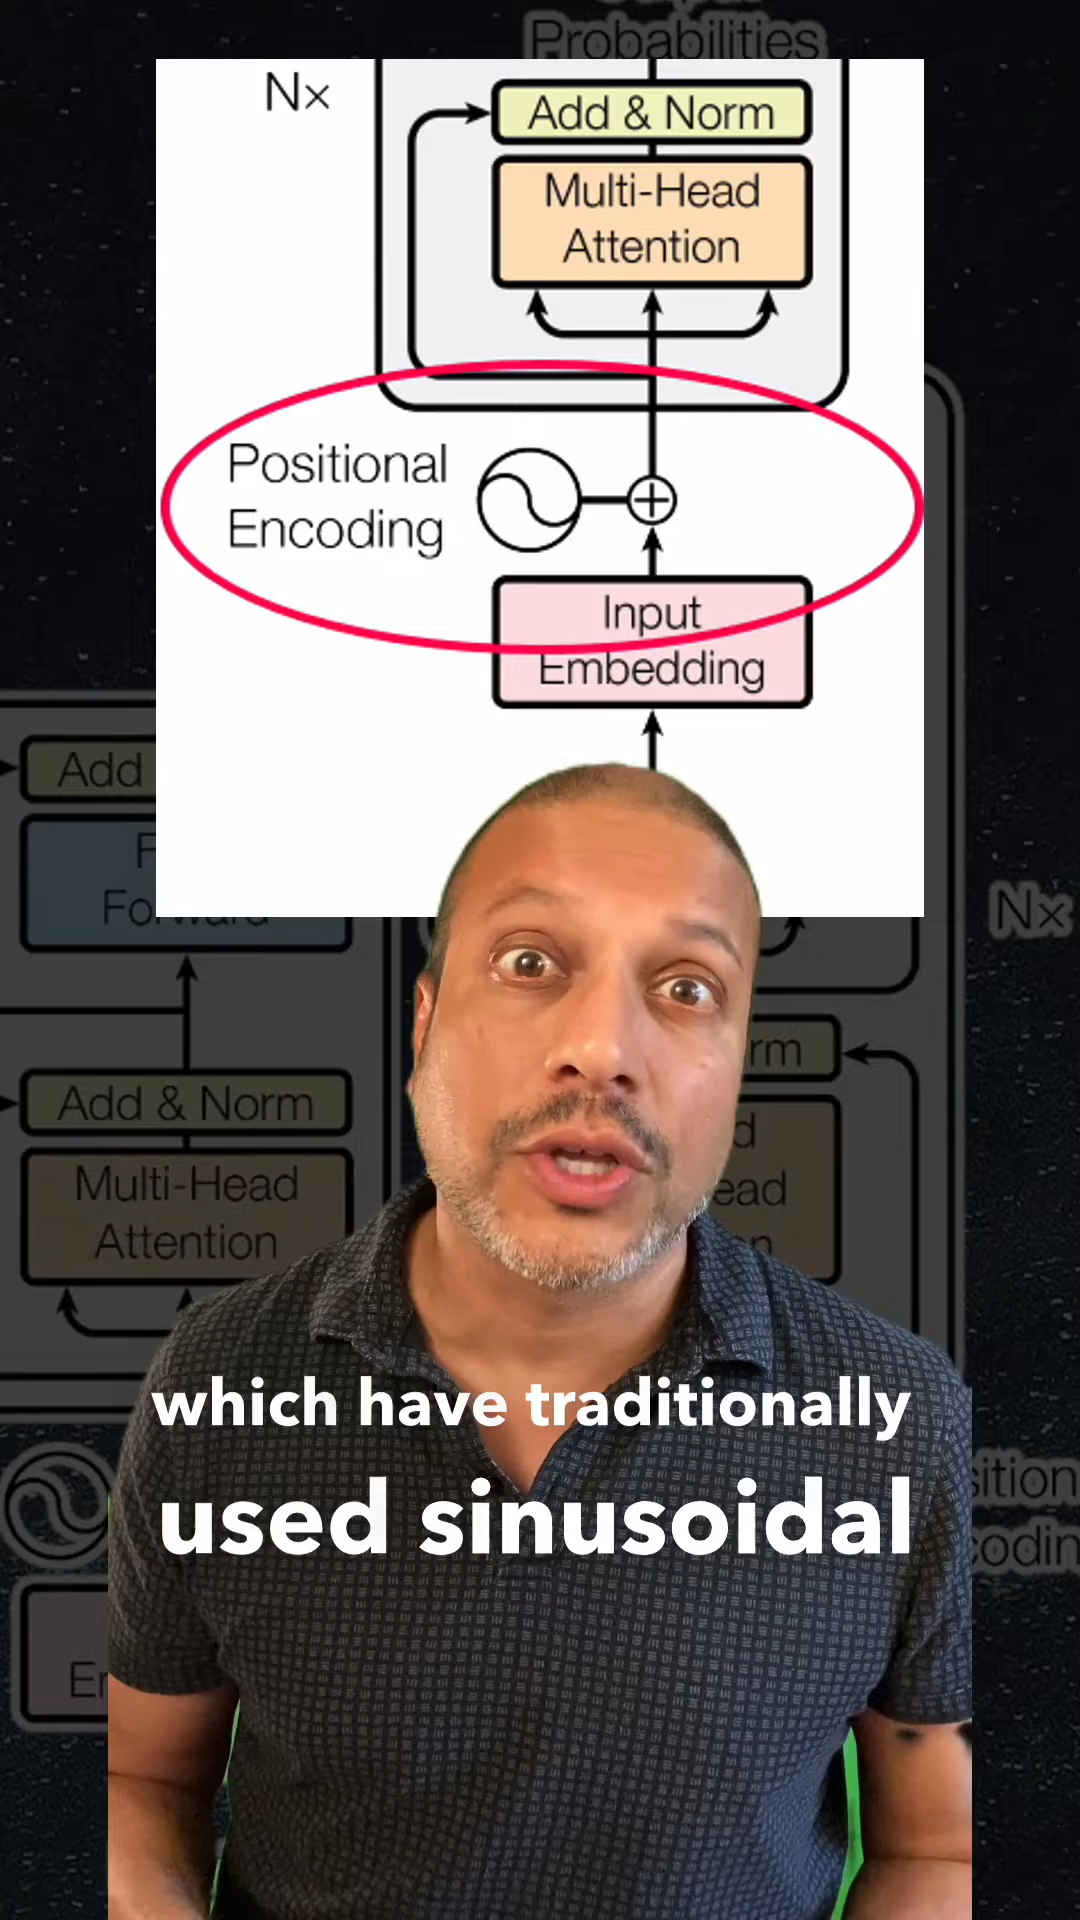 Probabilities
Nx
Add & Norm
Multi-Head
Attention
Positional
Encoding
Input
Embedding
Add
Forward
Nx
Add & Norm
Multi-Head
Attention
which have traditionally
used sinusoidal